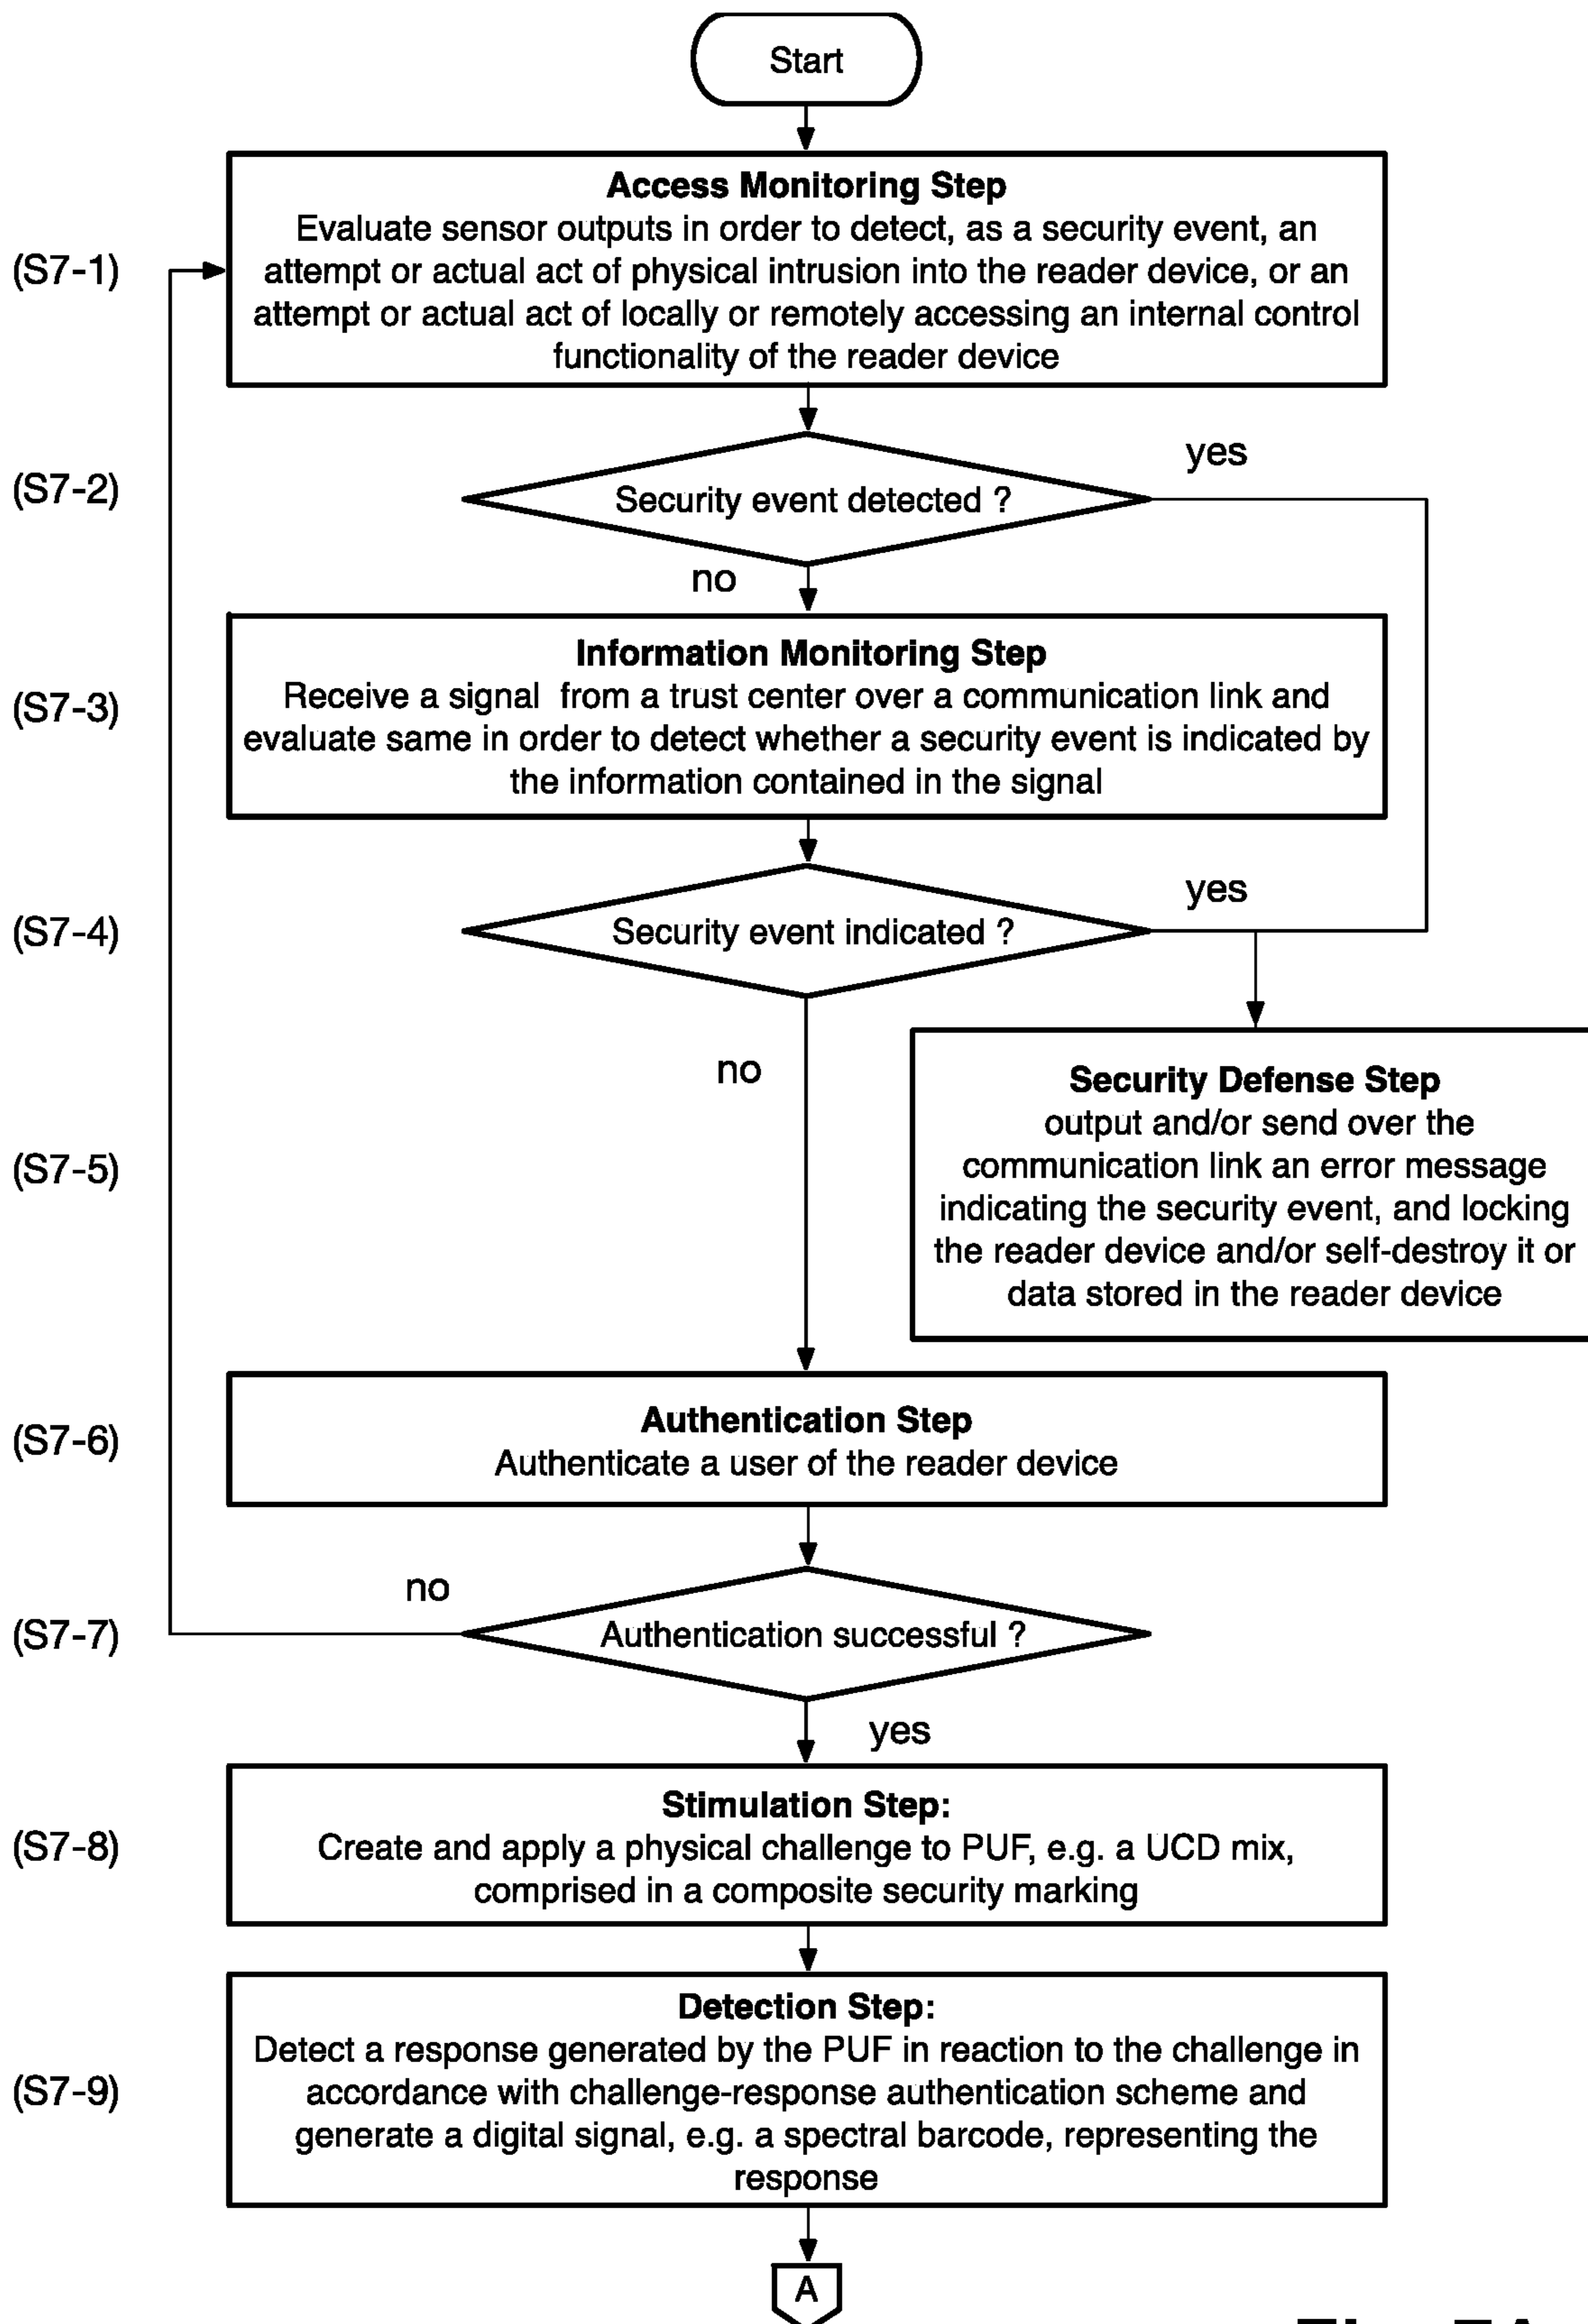 Start
Access Monitoring Step
Evaluate sensor outputs in order to detect, as a security event, an
(S7-1)
attempt or actual act of physical intrusion into the reader device, or an
attempt or actual act of locally or remotely accessing an internal control
functionality of the reader device
yes
(S7-2)
Security event detected ?
no
Information Monitoring Step
(S7-3)
Receive a signal from a trust center over a communication link and
evaluate same in order to detect whether a security event is indicated by
the information contained in the signal
yes
(S7-4)
Security event indicated ?
no
Security Defense Step
output and/or send over the
(S7-5)
communication link an error message
indicating the security event, and locking
the reader device and/or self-destroy it or
data stored in the reader device
Authentication Step
(S7-6)
Authenticate a user of the reader device
no
(S7-7)
Authentication successful ?
yes
Stimulation Step:
(S7-8)
Create and apply a physical challenge to PUF, e.g. a UCD mix,
comprised in a composite security marking
Detection Step:
Detect a response generated by the PUF in reaction to the challenge in
(S7-9)
accordance with challenge-response authentication scheme and
generate a digital signal, e.g. a spectral barcode, representing the
response
A